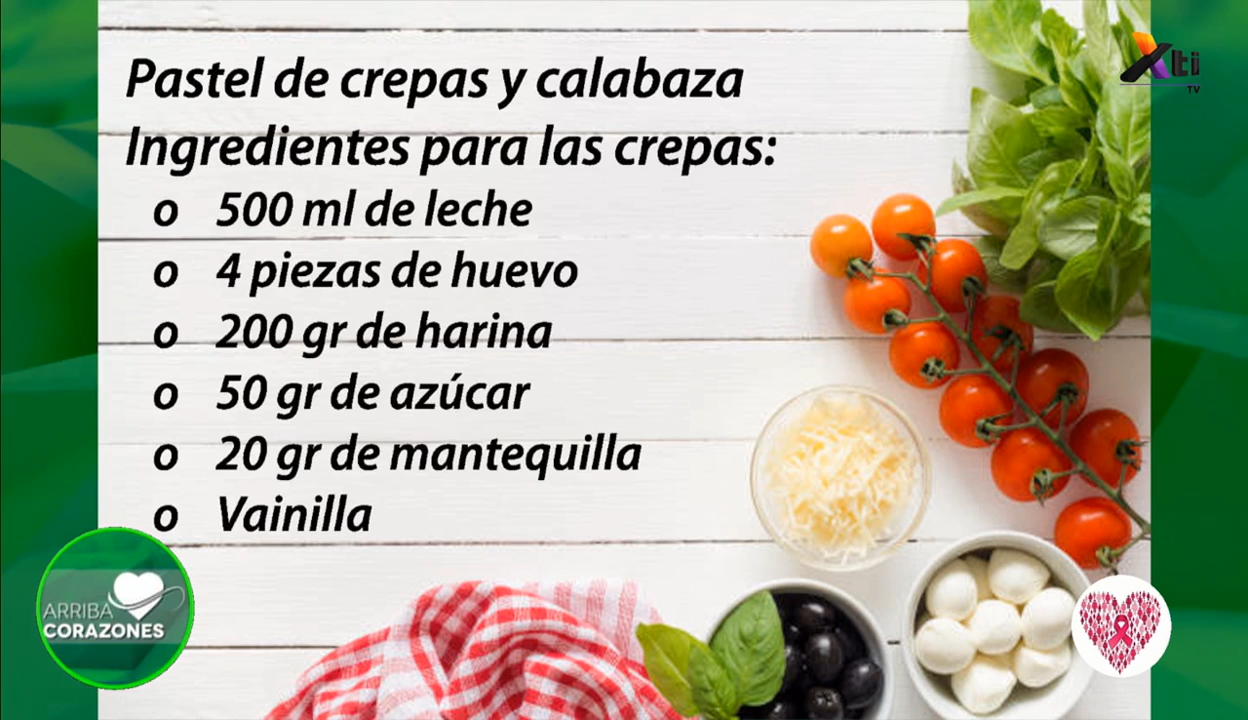 Pastel de crepas y calabaza
Ingredientes para las crepas:
o 500 ml de leche
o 4 piezas de huevo
o 200 gr de harina
o 50 gr de azúcar
o 20 gr de mantequilla
o Vainilla
Xti
TV
ARRIBA
CORAZONES